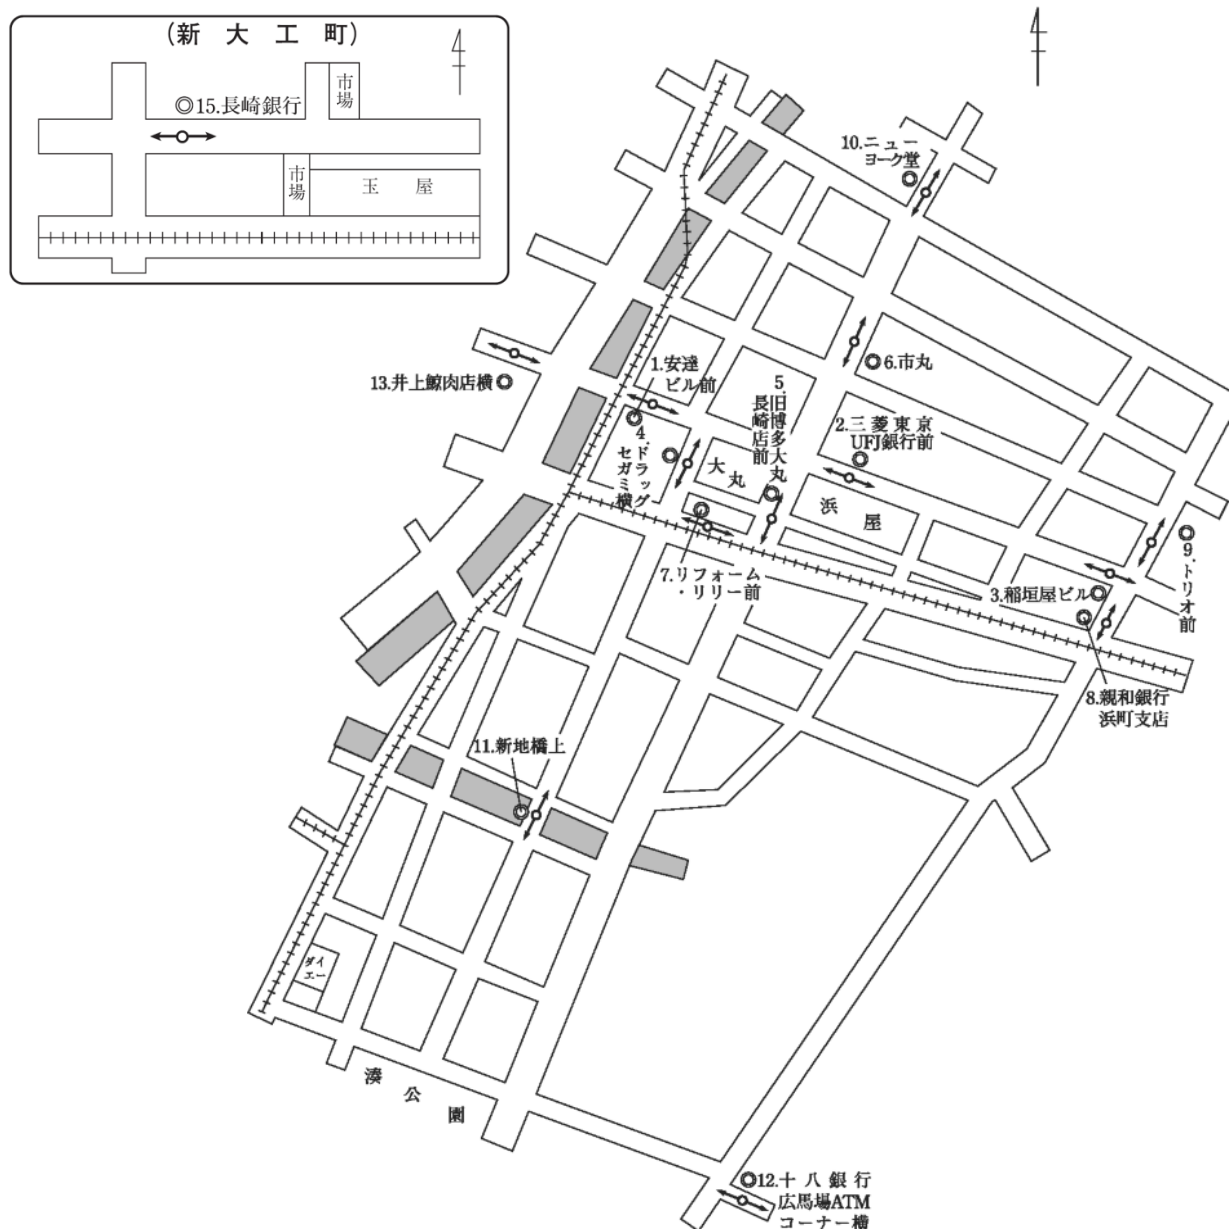 (新大工町)
市場
◎15.長崎銀行
市場
玉屋
10.ニュー
ヨーク堂
1.安達
ビル前
6.市丸
13.井上鯨肉店横
5.旧博多大丸
長崎店前
2.三菱東京
UFJ銀行前
4.ドラッグ
セガミ横
大丸
浜屋
7.リフォーム
・リリー前
3.稲垣屋ビル
9.トリオ前
8.親和銀行
浜町支店
11.新地橋上
ダイ
エー
湊公園
12.十八銀行
広馬場ATM
コーナー横